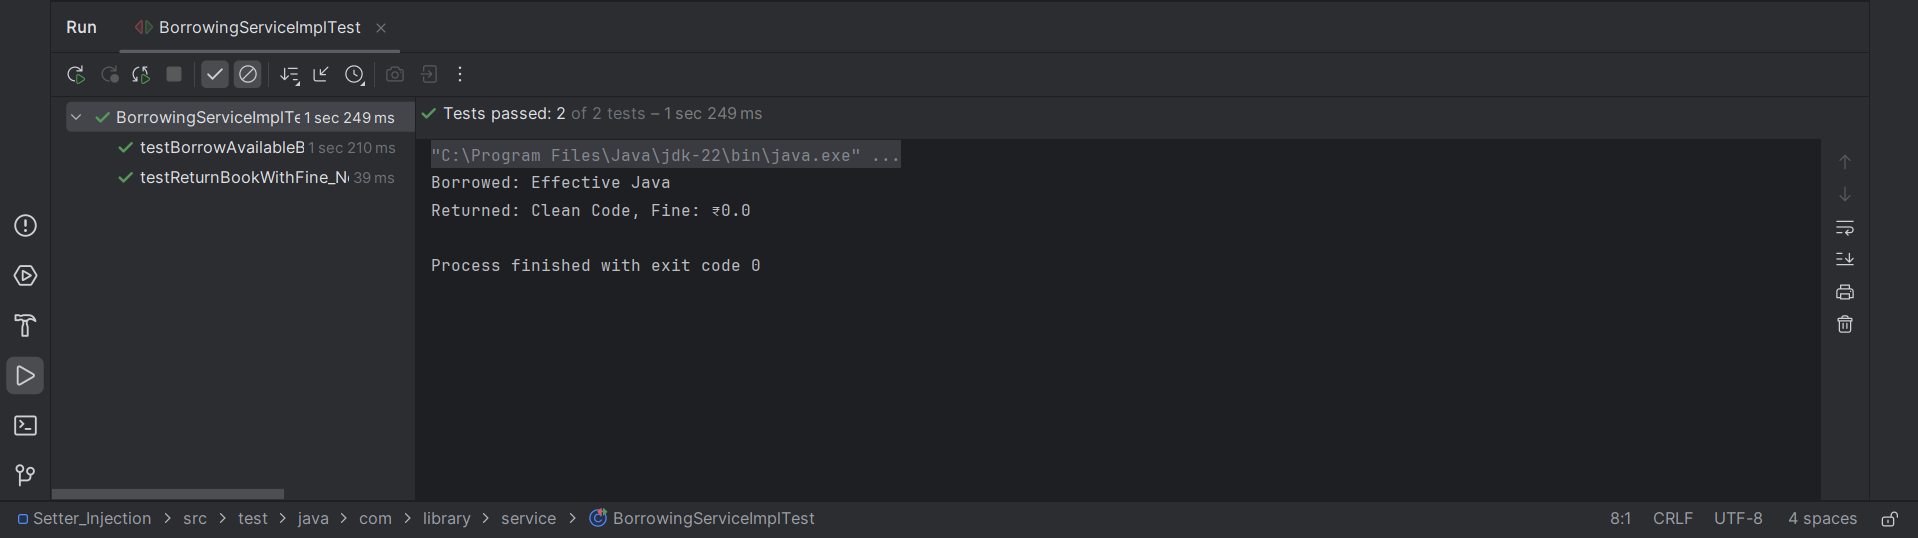 Run BorrowingServiceImplTest
BorrowingServiceImplTe 1 sec 249 ms
testBorrowAvailableB 1 sec 210 ms
testReturnBookWithFine_No 39 ms
Tests passed: 2 of 2 tests – 1 sec 249 ms
"C:\Program Files\Java\jdk-22\bin\java.exe" ...
Borrowed: Effective Java
Returned: Clean Code, Fine: ₹0.0
Process finished with exit code 0
Setter_Injection > src > test > java > com > library > service > BorrowingServiceImplTest 8:1 CRLF UTF-8 4 spaces